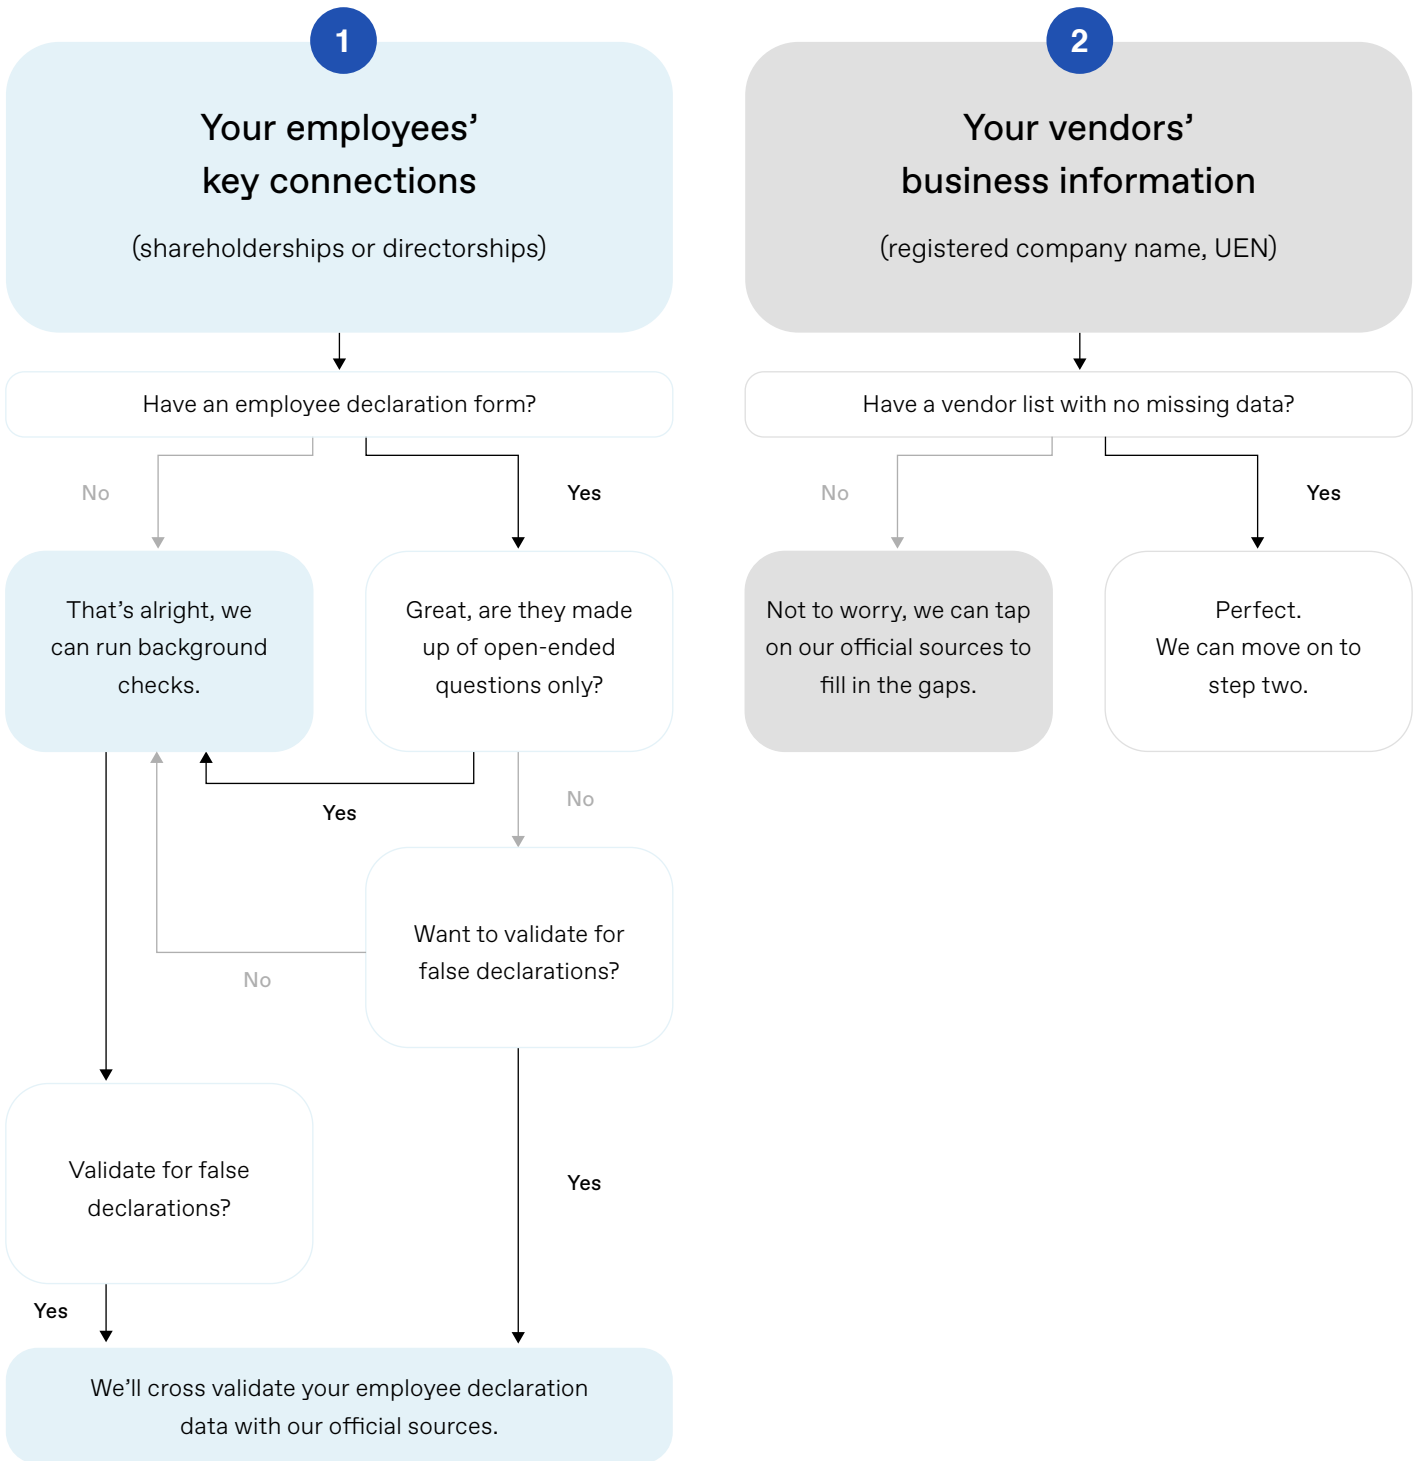 1
Your employees’
key connections
(shareholderships or directorships)
Have an employee declaration form?
No
Yes
That’s alright, we
can run background
checks.
Great, are they made
up of open-ended
questions only?
Yes
No
Want to validate for
false declarations?
No
Validate for false
declarations?
Yes
Yes
We’ll cross validate your employee declaration
data with our official sources.
2
Your vendors’
business information
(registered company name, UEN)
Have a vendor list with no missing data?
No
Yes
Not to worry, we can tap
on our official sources to
fill in the gaps.
Perfect.
We can move on to
step two.